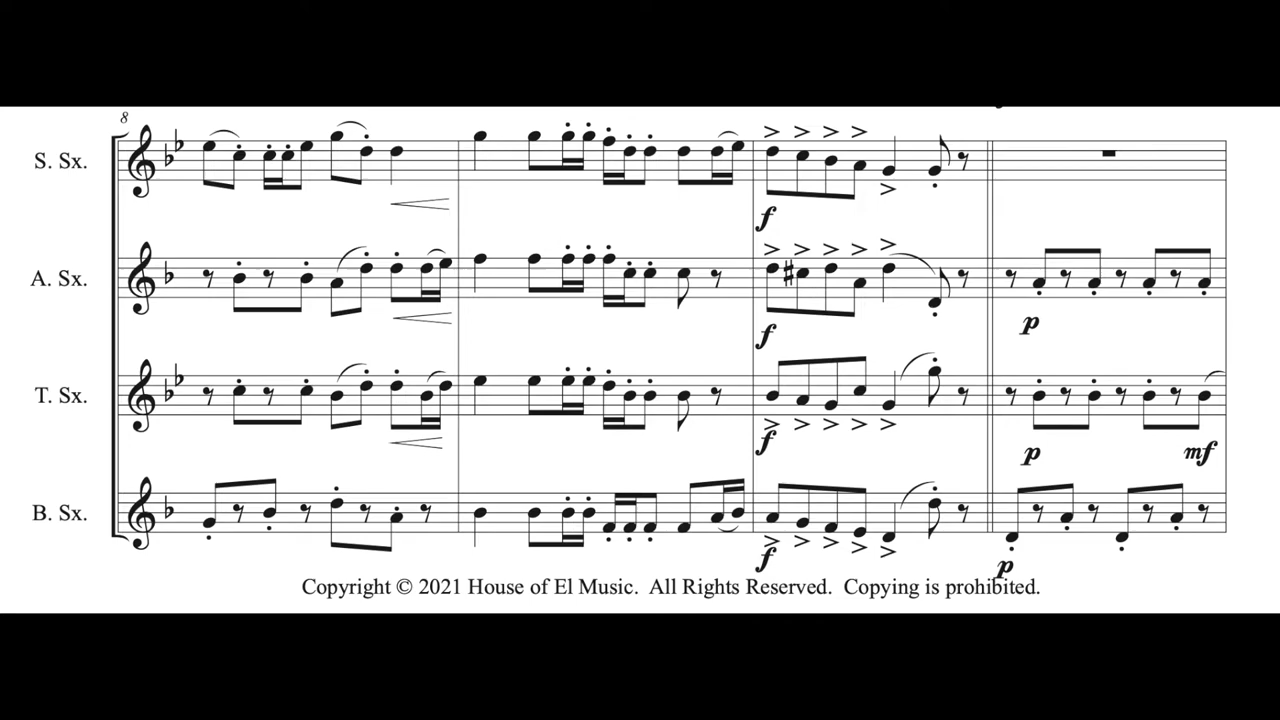 8
S. Sx.
f
A. Sx.
f
p
T. Sx.
f
p
mf
B. Sx.
f
p
Copyright © 2021 House of El Music. All Rights Reserved. Copying is prohibited.